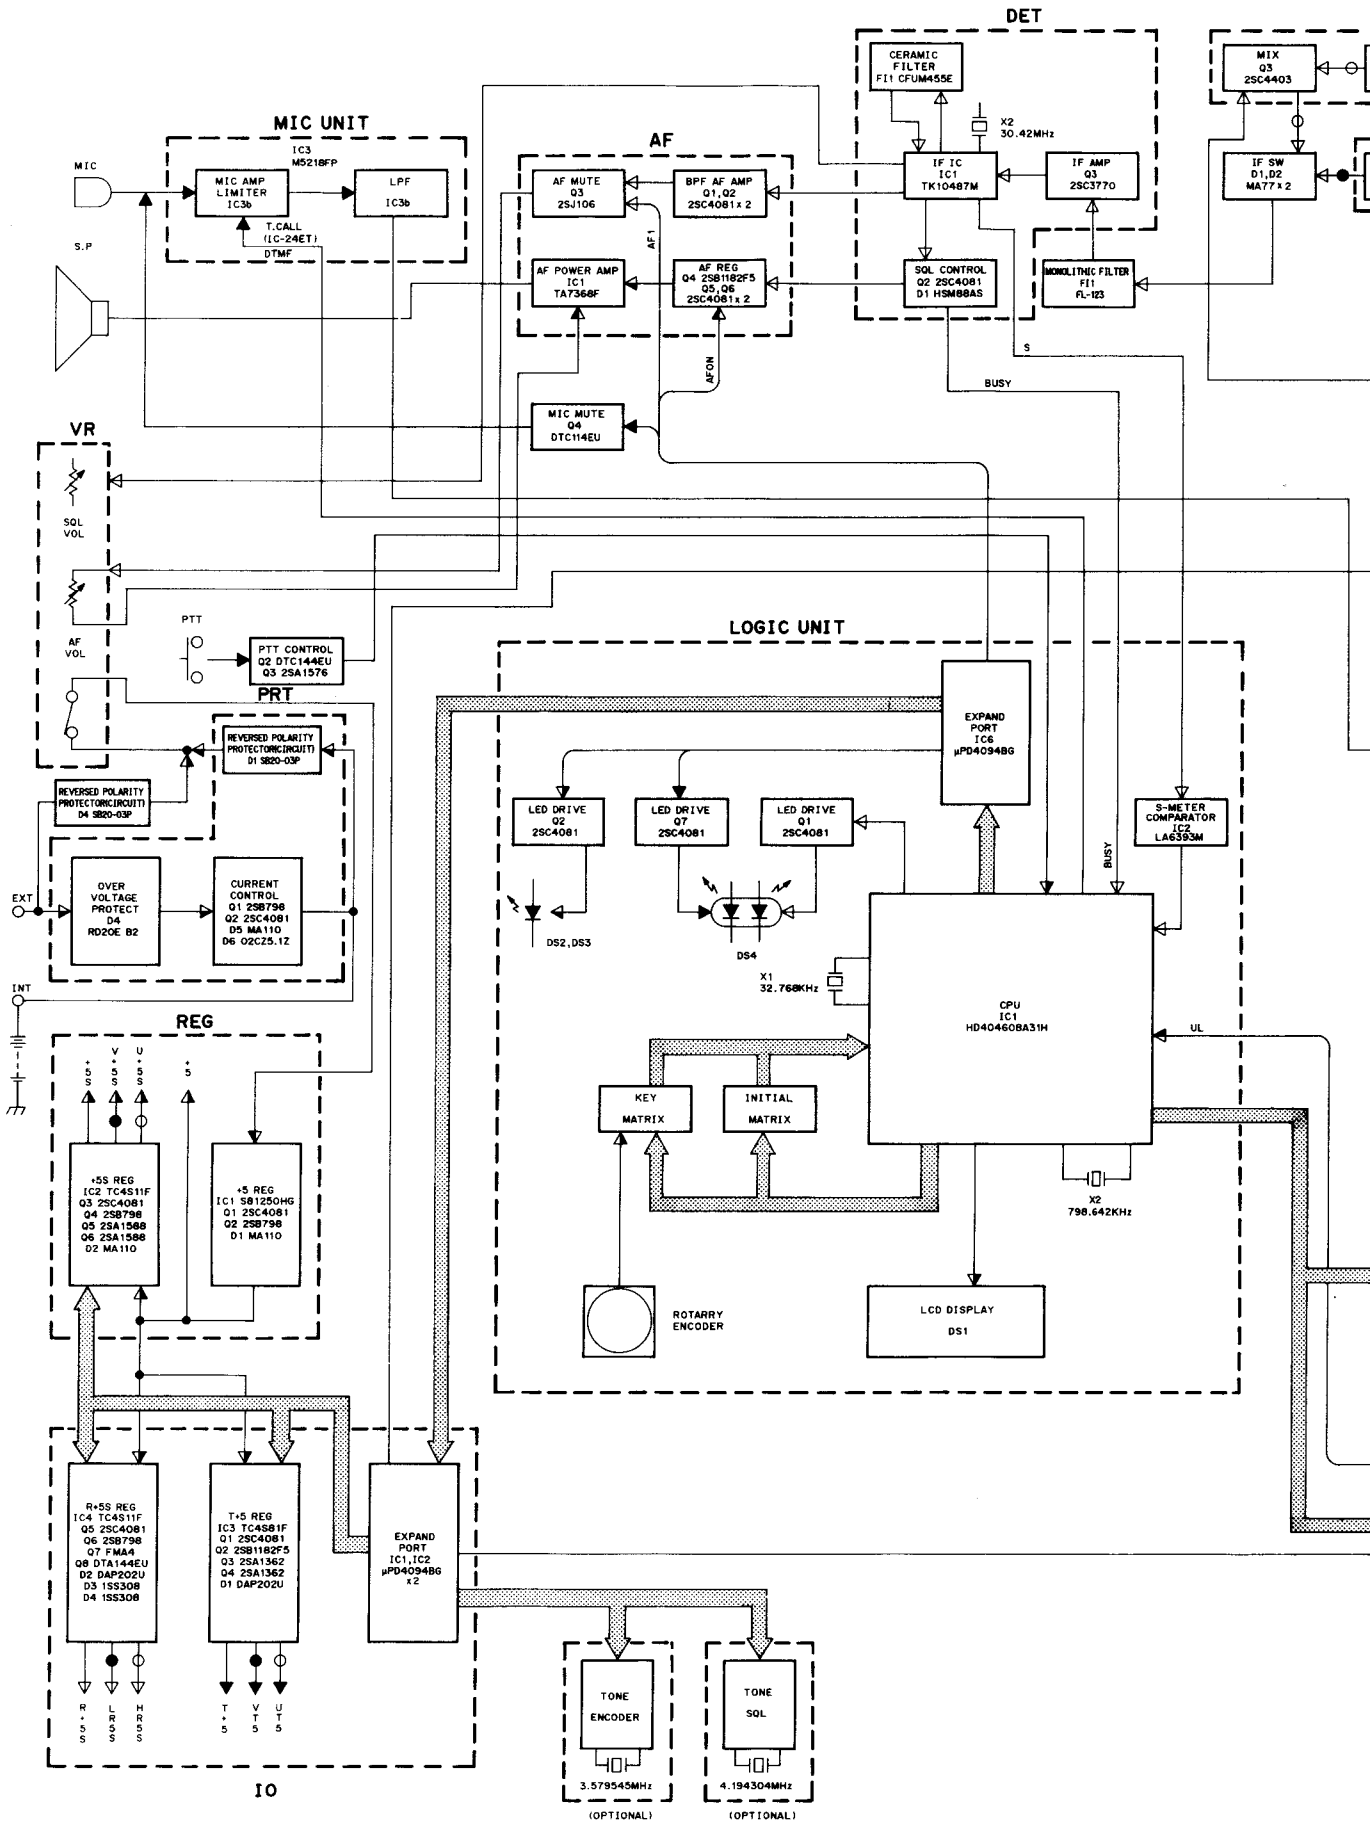 DET
CERAMIC
FILTER
FI1 CFUM455E
X2
30.42MHz
MIX
Q3
2SC4403
MIC UNIT
IC3
M5218FP
MIC
MIC AMP
LIMITER
IC3b
LPF
IC3b
T.CALL
(IC-24ET)
DTMF
AF
AF MUTE
Q3
2SJ106
BPF AF AMP
Q1,Q2
2SC4081×2
IF IC
IC1
TK10487M
IF AMP
Q3
2SC3770
IF SW
D1,D2
MA77×2
S.P
AF1
AF POWER AMP
IC1
TA7368F
AF REG
Q4 2SB1182F5
Q5,Q6
2SC4081×2
SQL CONTROL
Q2 2SC4081
D1 HSM88AS
MONOLITHIC FILTER
FI1
FL-123
S
AFON
BUSY
MIC MUTE
Q4
DTC114EU
VR
SQL
VOL
AF
VOL
PTT
PTT CONTROL
Q2 DTC144EU
Q3 2SA1576
LOGIC UNIT
PRT
REVERSED POLARITY
PROTECTOR(CIRCUIT)
D1 SB20-03P
REVERSED POLARITY
PROTECTOR(CIRCUIT)
D4 SB20-03P
EXPAND
PORT
IC6
μPD4094BG
LED DRIVE
Q2
2SC4081
LED DRIVE
Q7
2SC4081
LED DRIVE
Q1
2SC4081
S-METER
COMPARATOR
IC2
LA6393M
BUSY
EXT
OVER
VOLTAGE
PROTECT
D4
RD20E B2
CURRENT
CONTROL
Q1 2SB798
Q2 2SC4081
D5 MA110
D6 02CZ5.1Z
DS2,DS3
DS4
X1
32.768KHz
INT
CPU
IC1
HD404608A31H
UL
REG
+5S
V+5S
U+5S
+5
KEY
MATRIX
INITIAL
MATRIX
+5S REG
IC2 TC4S11F
Q3 2SC4081
Q4 2SB798
Q5 2SA1588
Q6 2SA1588
D2 MA110
+5 REG
IC1 S81250HG
Q1 2SC4081
Q2 2SB798
D1 MA110
X2
798.642KHz
ROTARRY
ENCODER
LCD DISPLAY
DS1
R+5S REG
IC4 TC4S11F
Q5 2SC4081
Q6 2SB798
Q7 FMA4
Q8 DTA144EU
D2 DAP202U
D3 1SS308
D4 1SS308
T+5 REG
IC3 TC4S81F
Q1 2SC4081
Q2 2SB1182F5
Q3 2SA1362
Q4 2SA1362
D1 DAP202U
EXPAND
PORT
IC1,IC2
μPD4094BG
×2
R+5S
LR5S
HR5S
T+5
VT5
UT5
IO
TONE
ENCODER
TONE
SQL
3.579545MHz
4.194304MHz
(OPTIONAL)
(OPTIONAL)